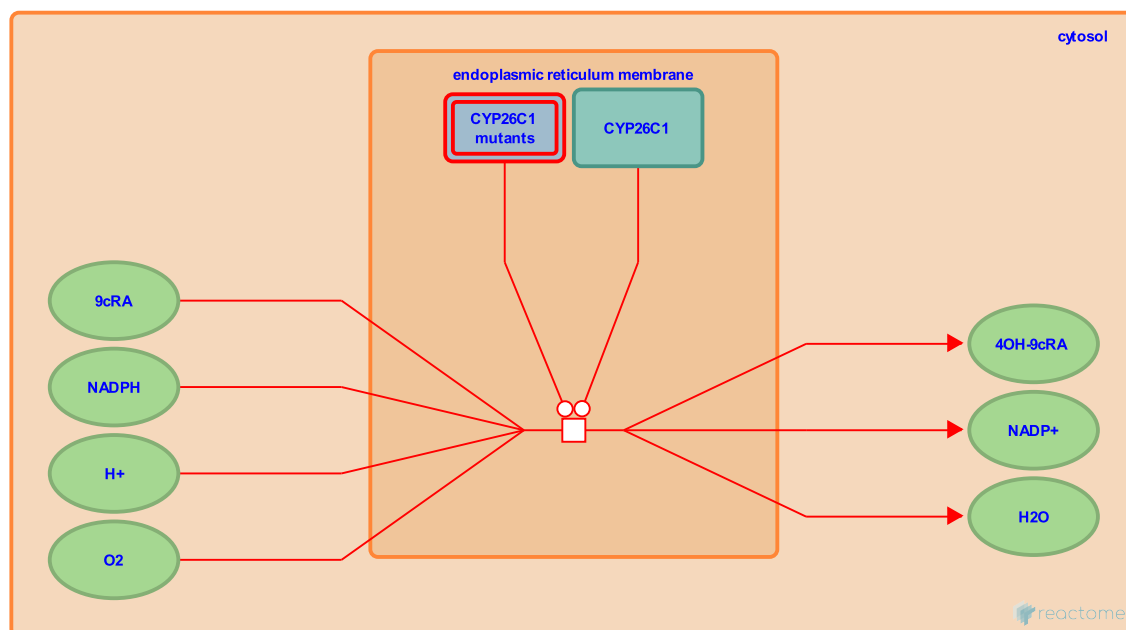 cytosol
endoplasmic reticulum membrane
CYP26C1
mutants
CYP26C1
9cRA
NADPH
H+
O2
4OH-9cRA
NADP+
H2O
reactome